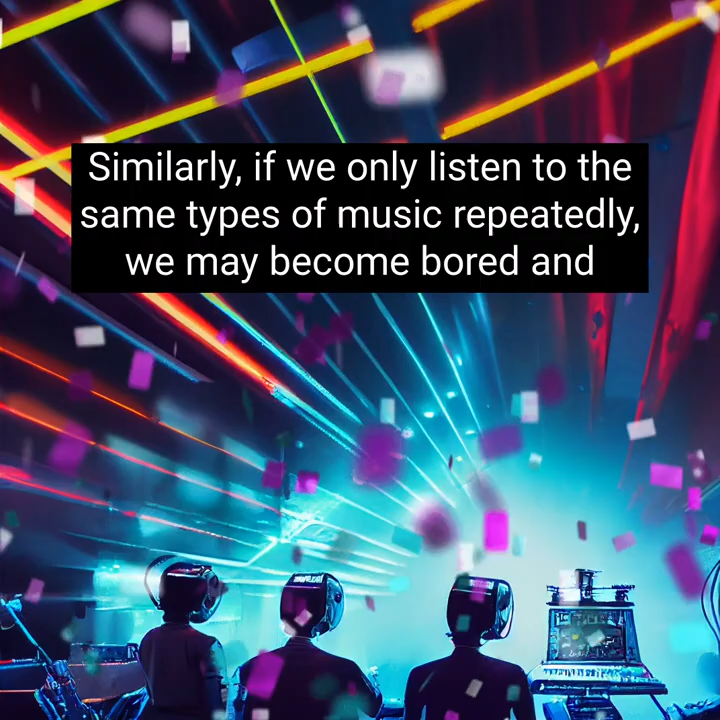 Similarly, if we only listen to the
same types of music repeatedly,
we may become bored and